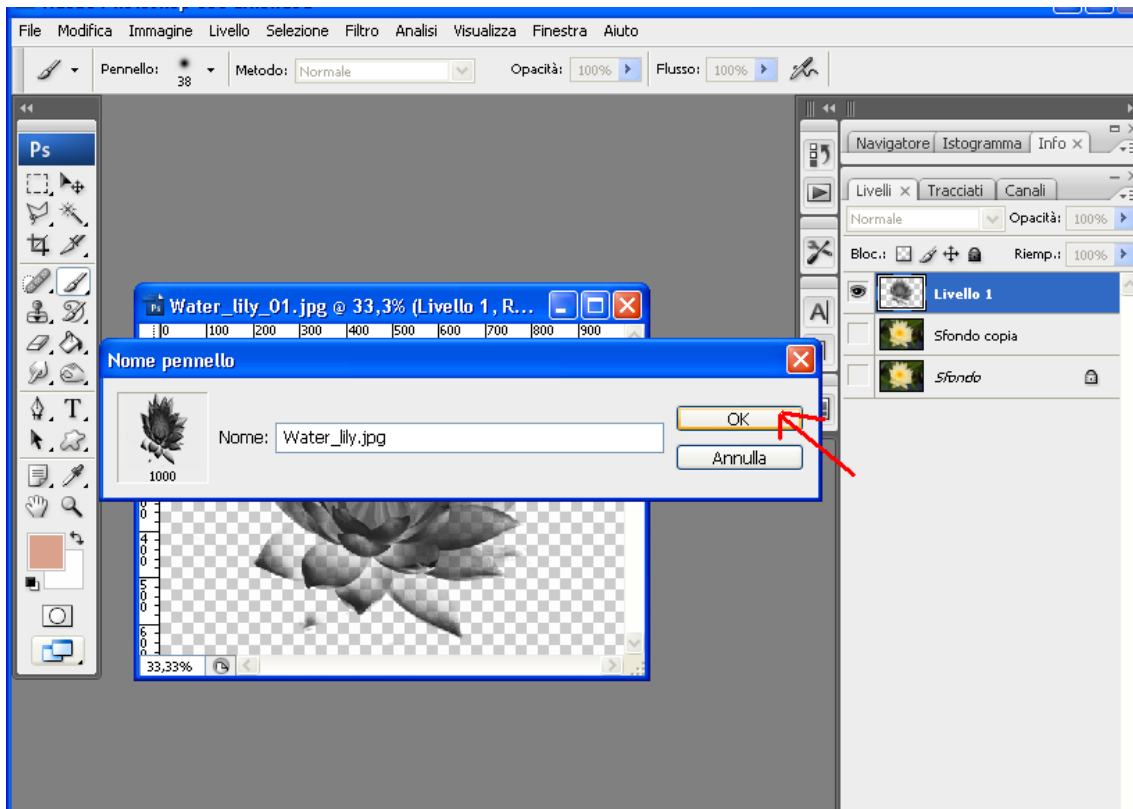 File Modifica Immagine Livello Selezione Filtro Analisi Visualizza Finestra Aiuto
Pennello: 38 Metodo: Normale Opacità: 100% Flusso: 100%
Ps
Navigatore Istogramma Info
Livelli Tracciati Canali
Normale Opacità: 100%
Bloc.: Riemp.: 100%
Livello 1
Sfondo copia
Sfondo
Water_lily_01.jpg @ 33,3% (Livello 1, R...
0 100 200 300 400 500 600 700 800 900
Nome pennello
Nome: Water_lily.jpg
1000
OK
Annulla
33,33%